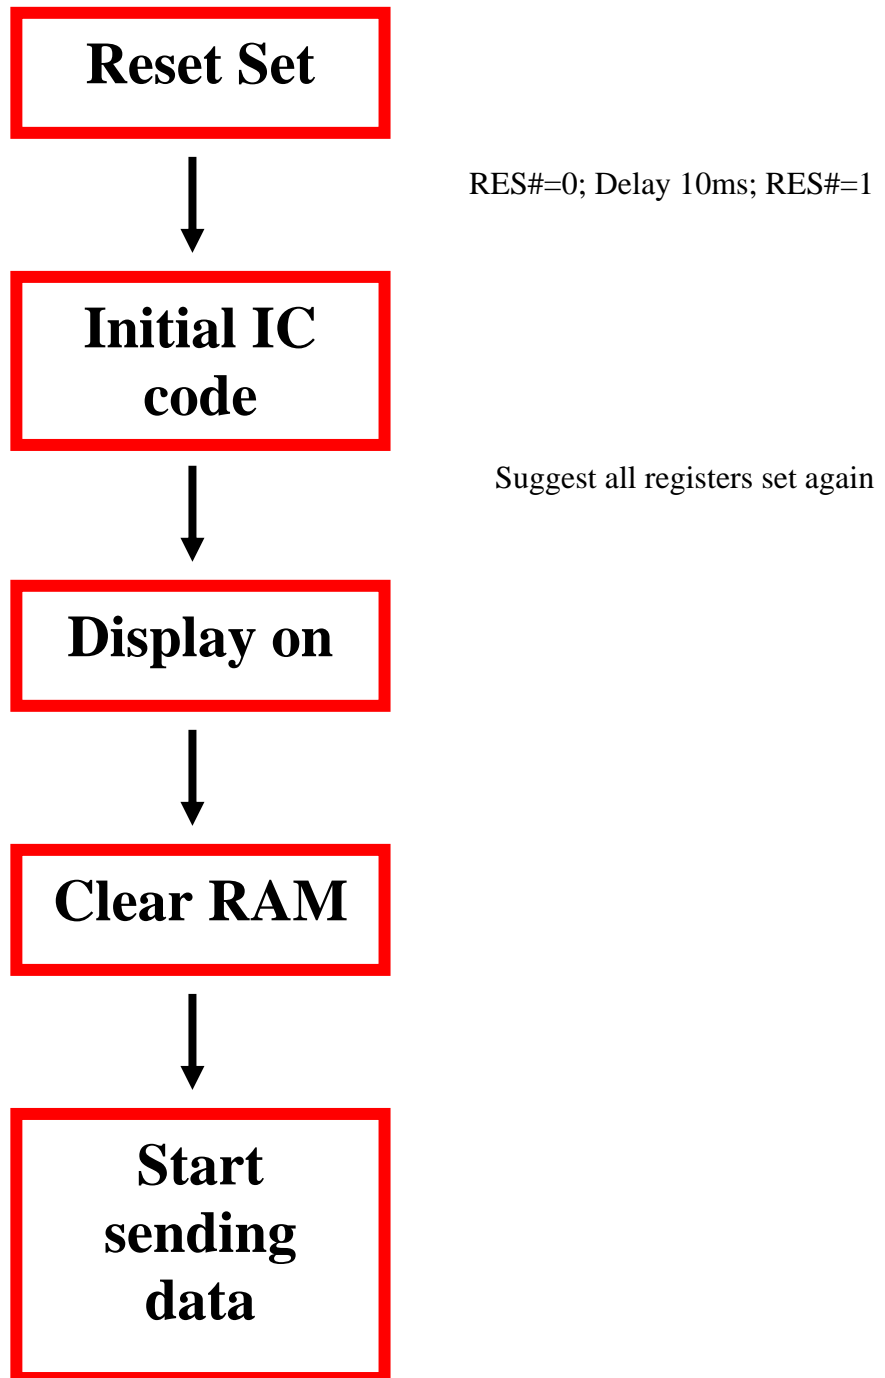 Reset Set
RES#=0; Delay 10ms; RES#=1
Initial IC
code
Suggest all registers set again
Display on
Clear RAM
Start
sending
data